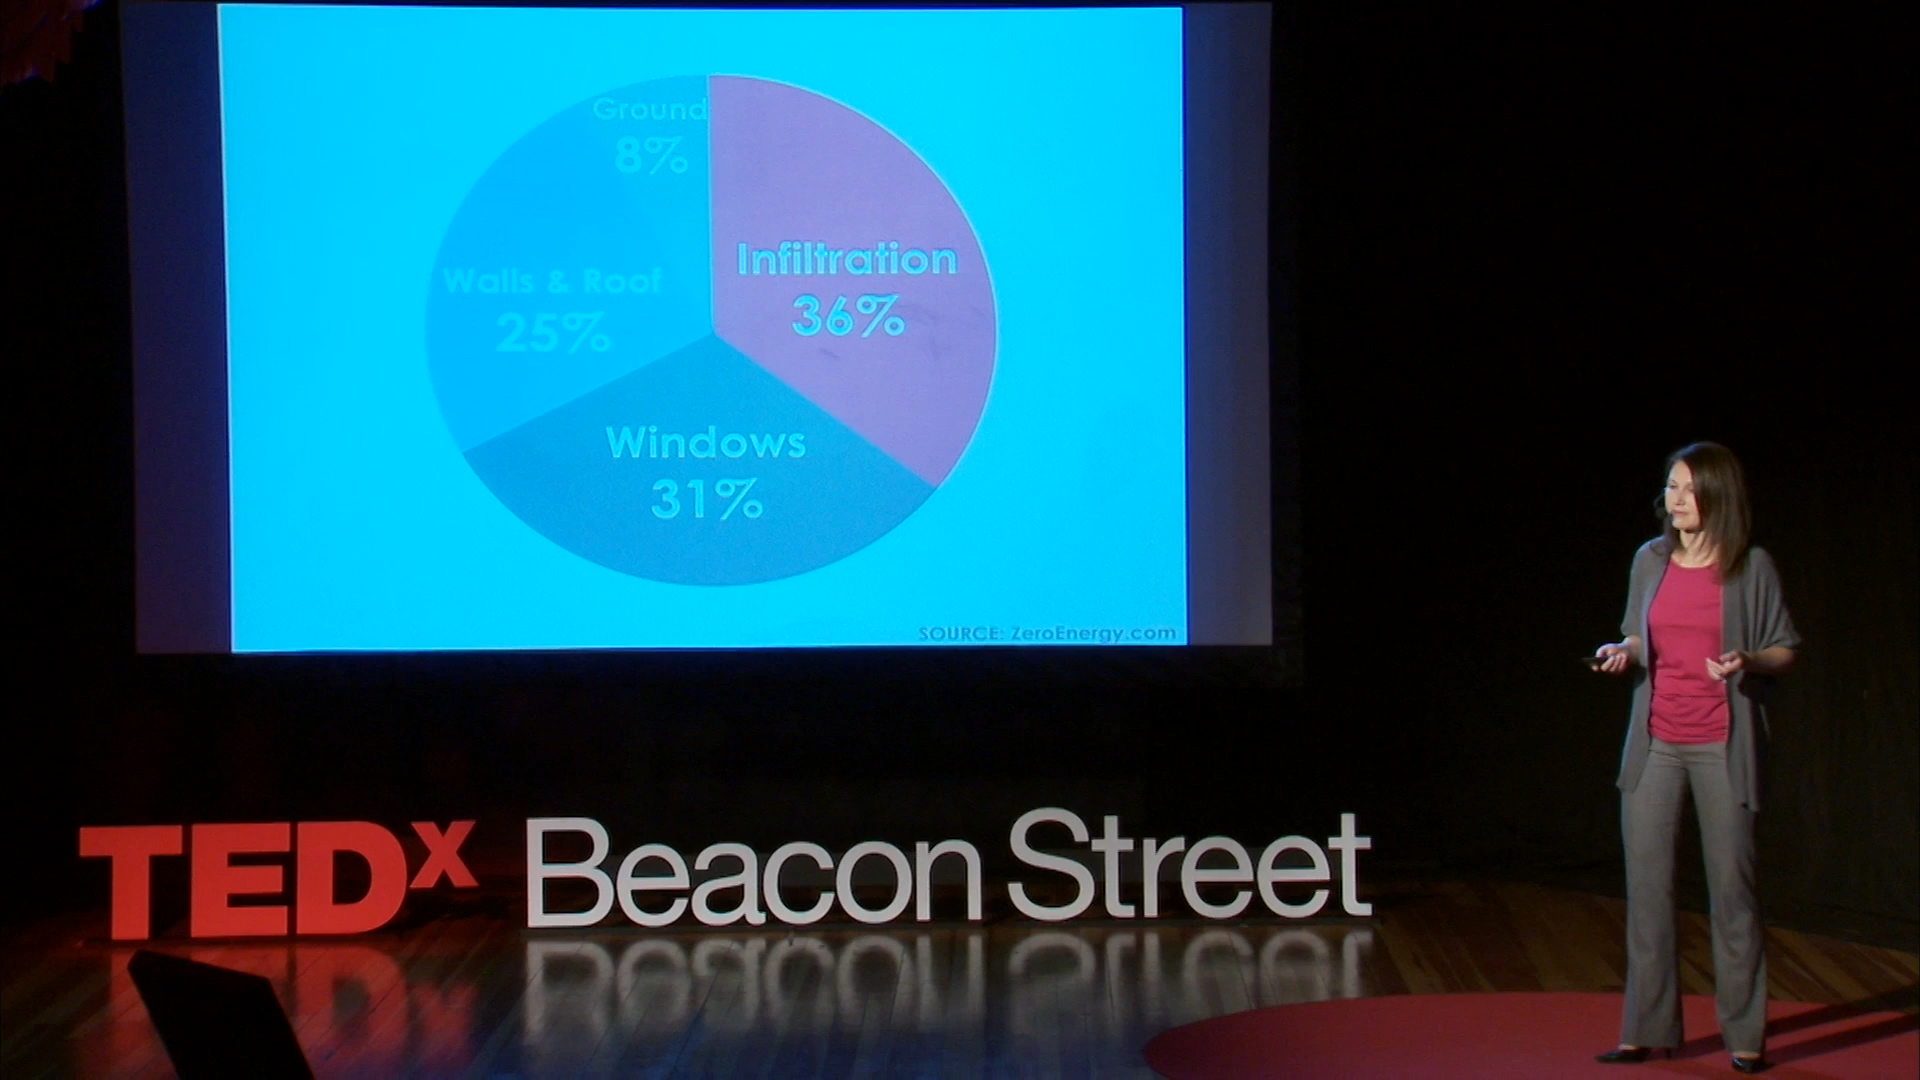 Ground
8%
Infiltration
36%
Walls & Roof
25%
Windows
31%
SOURCE: ZeroEnergy.com
TEDx Beacon Street